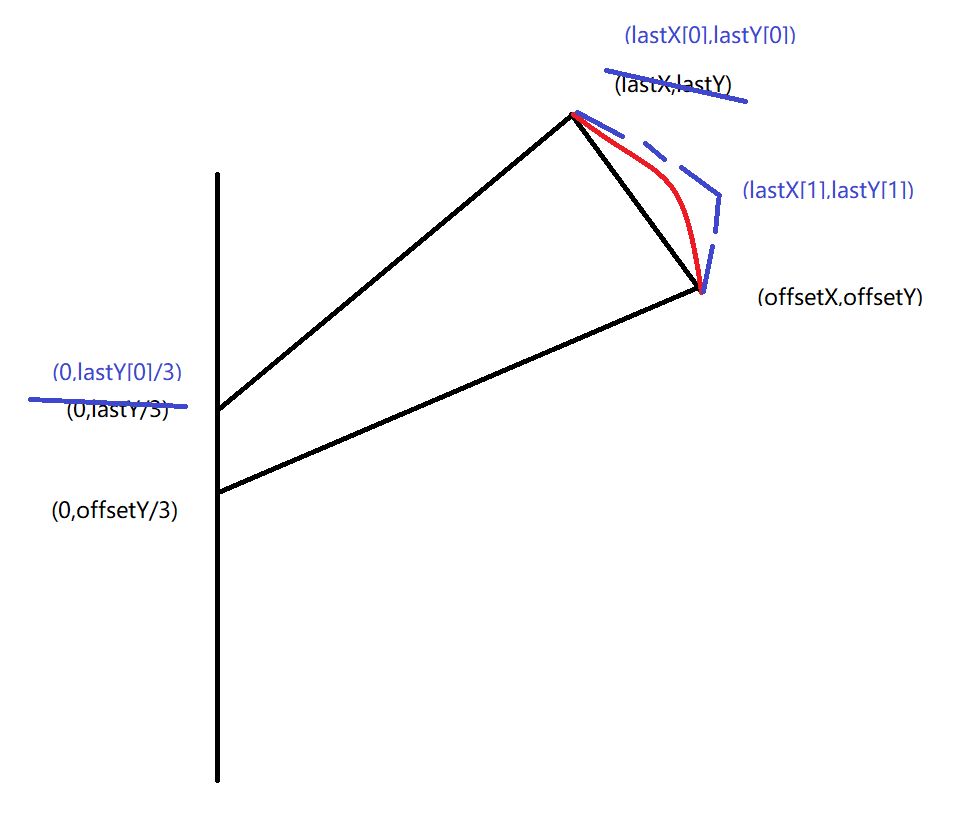 (lastX[0],lastY[0])
(lastX,lastY)
(lastX[1],lastY[1])
(offsetX,offsetY)
(0,lastY[0]/3)
(0,lastY/3)
(0,offsetY/3)